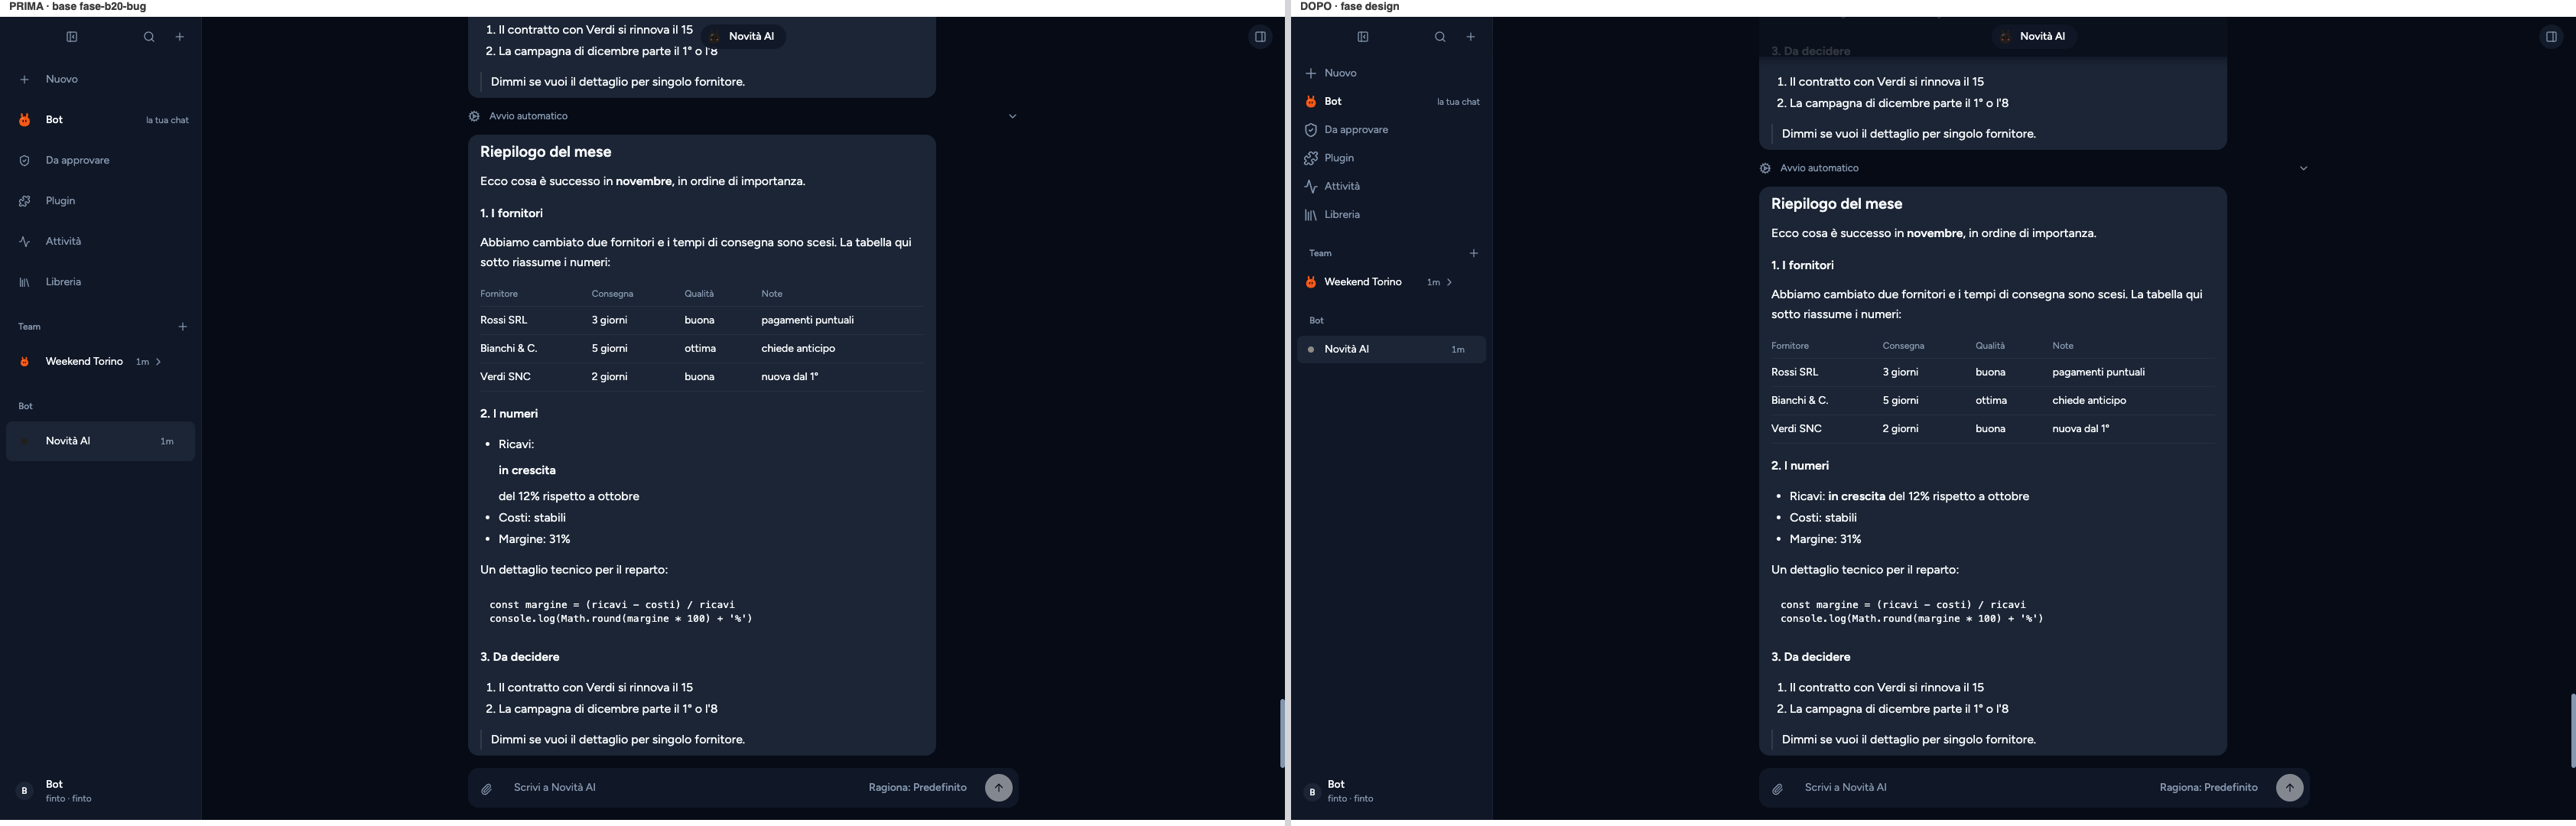 PRIMA · base fase-b20-bug
Nuovo
Bot la tua chat
Da approvare
Plugin
Attività
Libreria
Team
Weekend Torino 1m
Bot
Novità AI 1m
B Bot
finto · finto
Novità AI
1. Il contratto con Verdi si rinnova il 15
2. La campagna di dicembre parte il 1° o l'8
Dimmi se vuoi il dettaglio per singolo fornitore.
Avvio automatico
Riepilogo del mese
Ecco cosa è successo in novembre, in ordine di importanza.
1. I fornitori
Abbiamo cambiato due fornitori e i tempi di consegna sono scesi. La tabella qui
sotto riassume i numeri:
Fornitore Consegna Qualità Note
Rossi SRL 3 giorni buona pagamenti puntuali
Bianchi & C. 5 giorni ottima chiede anticipo
Verdi SNC 2 giorni buona nuova dal 1°
2. I numeri
• Ricavi:
in crescita
del 12% rispetto a ottobre
• Costi: stabili
• Margine: 31%
Un dettaglio tecnico per il reparto:
const margine = (ricavi − costi) / ricavi
console.log(Math.round(margine * 100) + '%')
3. Da decidere
1. Il contratto con Verdi si rinnova il 15
2. La campagna di dicembre parte il 1° o l'8
Dimmi se vuoi il dettaglio per singolo fornitore.
Scrivi a Novità AI Ragiona: Predefinito
DOPO · fase design
Nuovo
Bot la tua chat
Da approvare
Plugin
Attività
Libreria
Team
Weekend Torino 1m
Bot
Novità AI 1m
B Bot
finto · finto
Novità AI
3. Da decidere
1. Il contratto con Verdi si rinnova il 15
2. La campagna di dicembre parte il 1° o l'8
Dimmi se vuoi il dettaglio per singolo fornitore.
Avvio automatico
Riepilogo del mese
Ecco cosa è successo in novembre, in ordine di importanza.
1. I fornitori
Abbiamo cambiato due fornitori e i tempi di consegna sono scesi. La tabella qui
sotto riassume i numeri:
Fornitore Consegna Qualità Note
Rossi SRL 3 giorni buona pagamenti puntuali
Bianchi & C. 5 giorni ottima chiede anticipo
Verdi SNC 2 giorni buona nuova dal 1°
2. I numeri
• Ricavi: in crescita del 12% rispetto a ottobre
• Costi: stabili
• Margine: 31%
Un dettaglio tecnico per il reparto:
const margine = (ricavi − costi) / ricavi
console.log(Math.round(margine * 100) + '%')
3. Da decidere
1. Il contratto con Verdi si rinnova il 15
2. La campagna di dicembre parte il 1° o l'8
Dimmi se vuoi il dettaglio per singolo fornitore.
Scrivi a Novità AI Ragiona: Predefinito